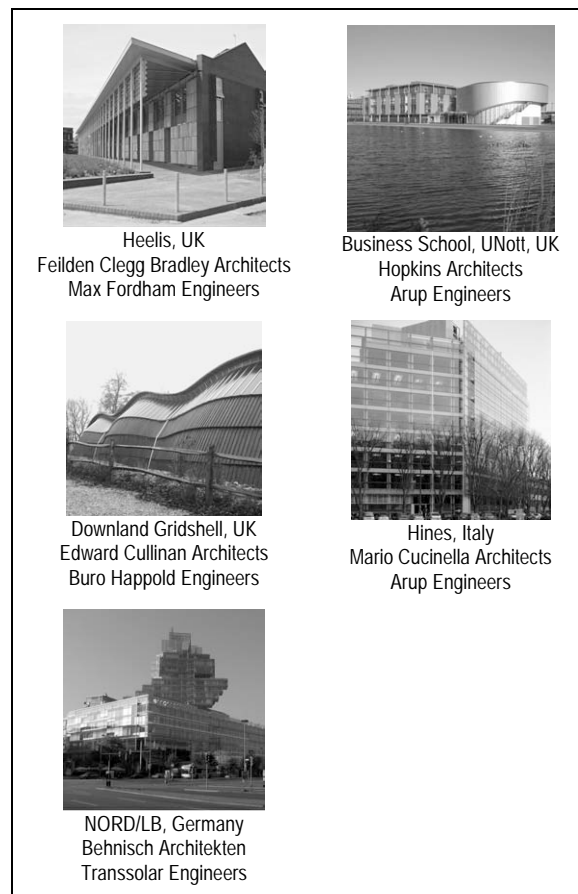 Heelis, UK
Feilden Clegg Bradley Architects
Max Fordham Engineers
Business School, UNott, UK
Hopkins Architects
Arup Engineers
Downland Gridshell, UK
Edward Cullinan Architects
Buro Happold Engineers
Hines, Italy
Mario Cucinella Architects
Arup Engineers
NORD/LB, Germany
Behnisch Architekten
Transsolar Engineers